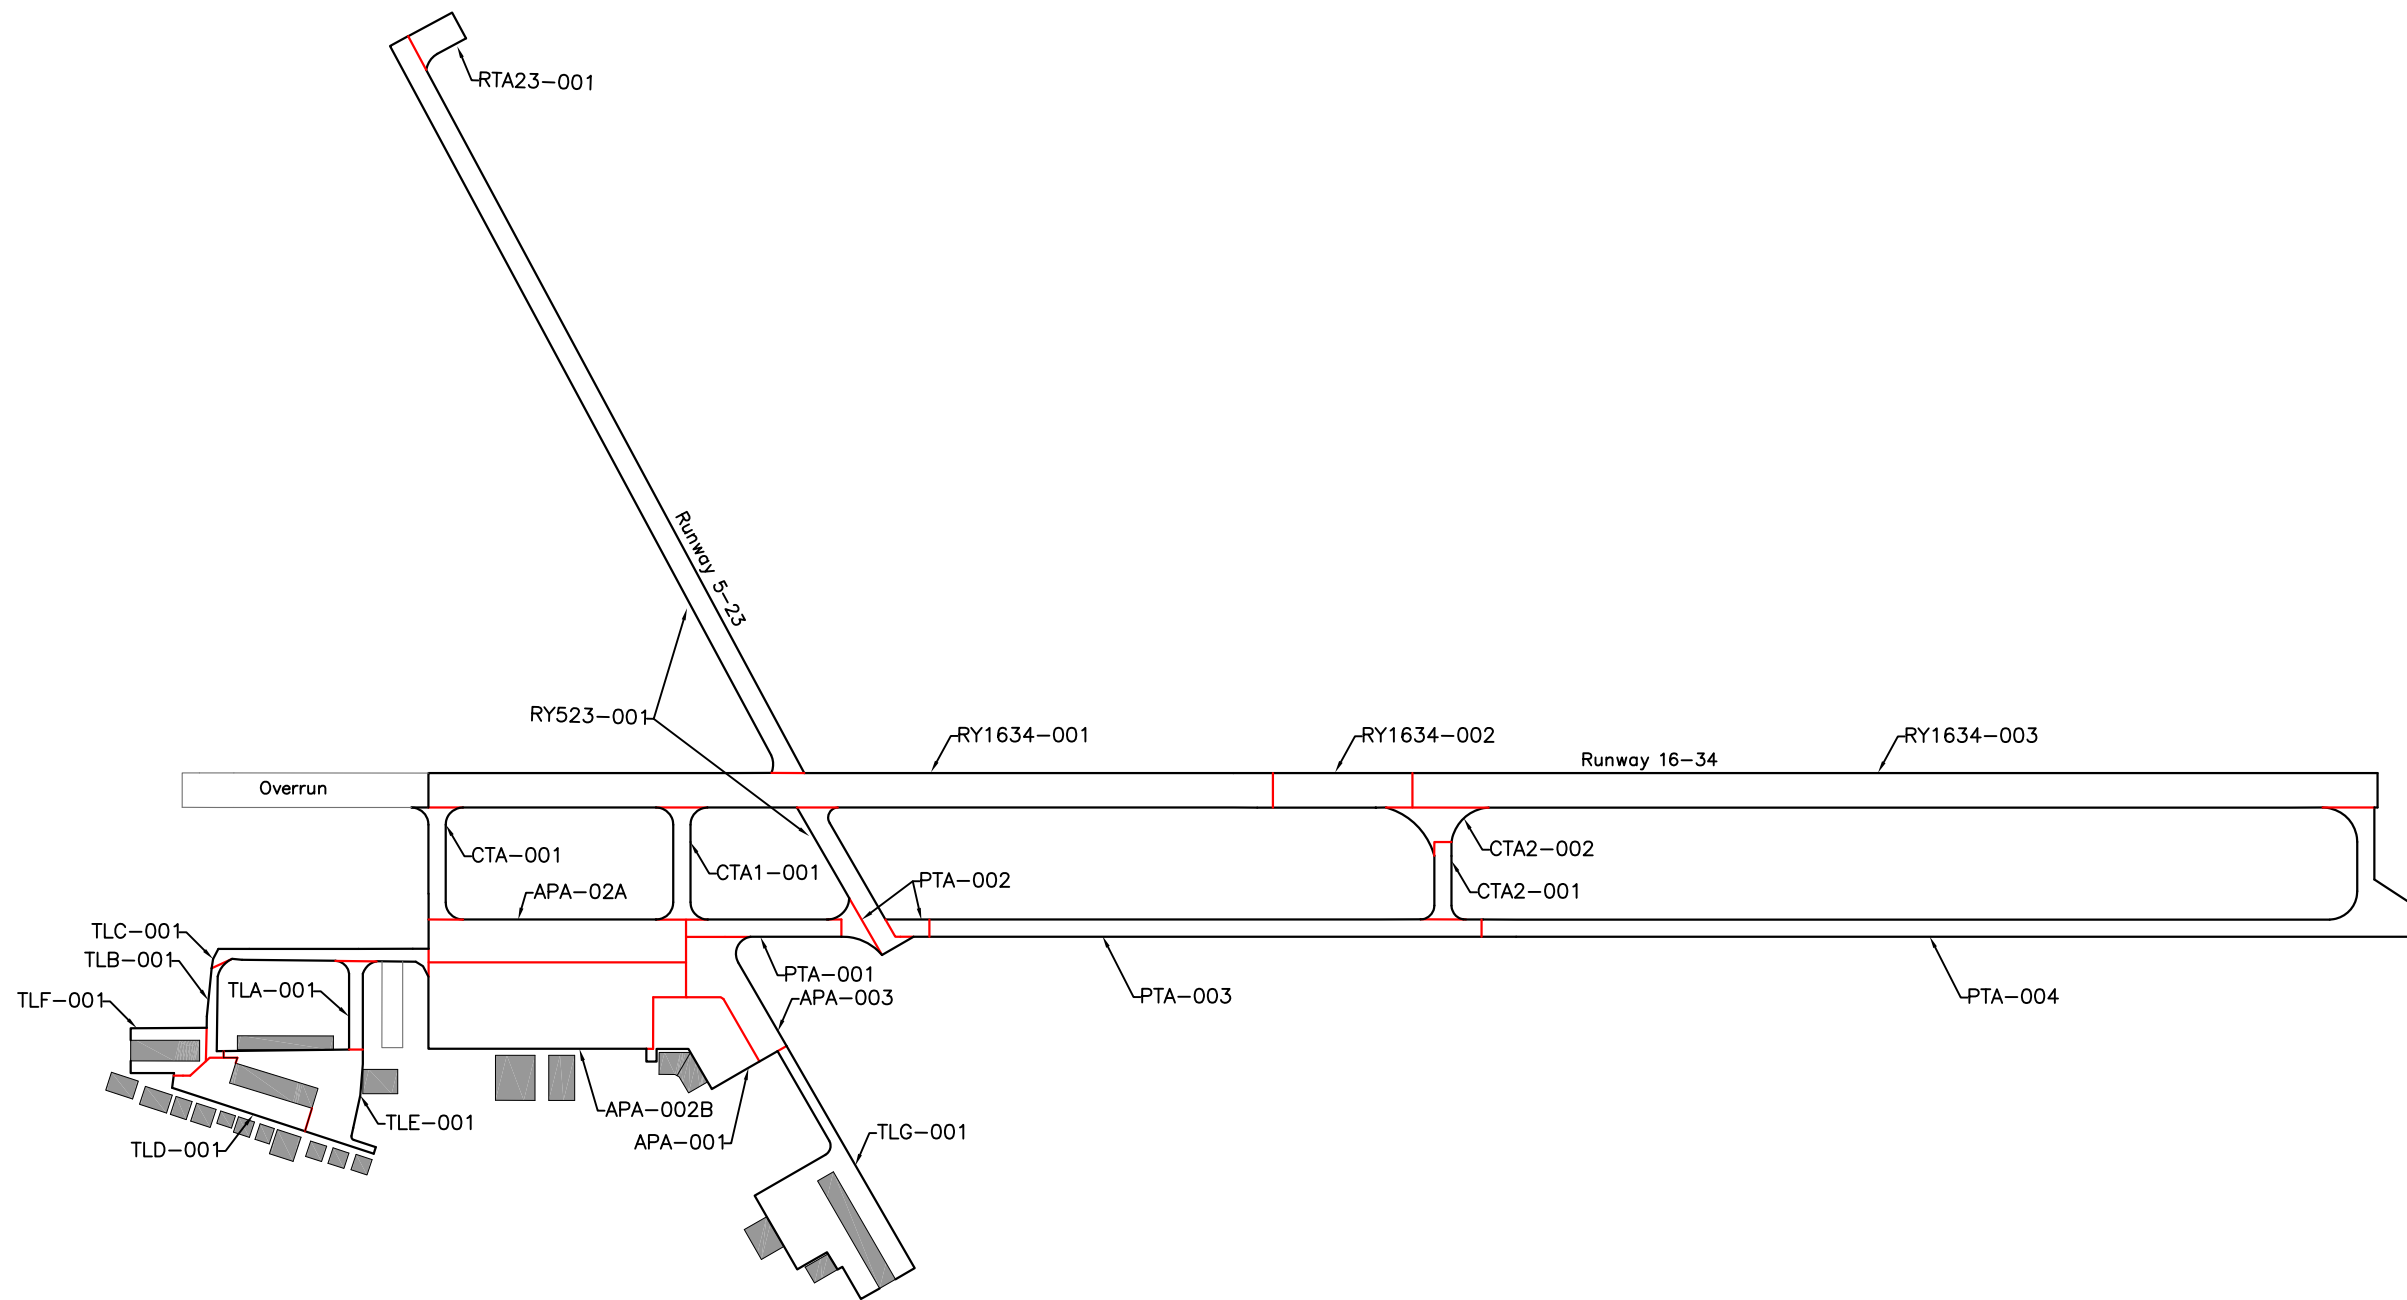 RTA23-001
Runway 5-23
RY523-001
RY1634-001
RY1634-002
RY1634-003
Runway 16-34
Overrun
CTA-001
CTA1-001
CTA2-002
CTA2-001
PTA-002
APA-02A
TLC-001
TLB-001
TLF-001
TLA-001
PTA-001
APA-003
PTA-003
PTA-004
APA-002B
APA-001
TLE-001
TLD-001
TLG-001